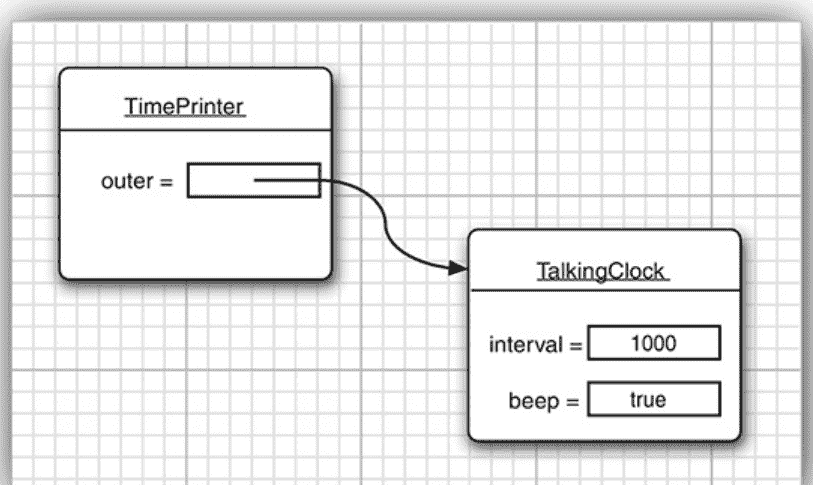 TimePrinter
outer =
TalkingClock
interval = 1000
beep = true